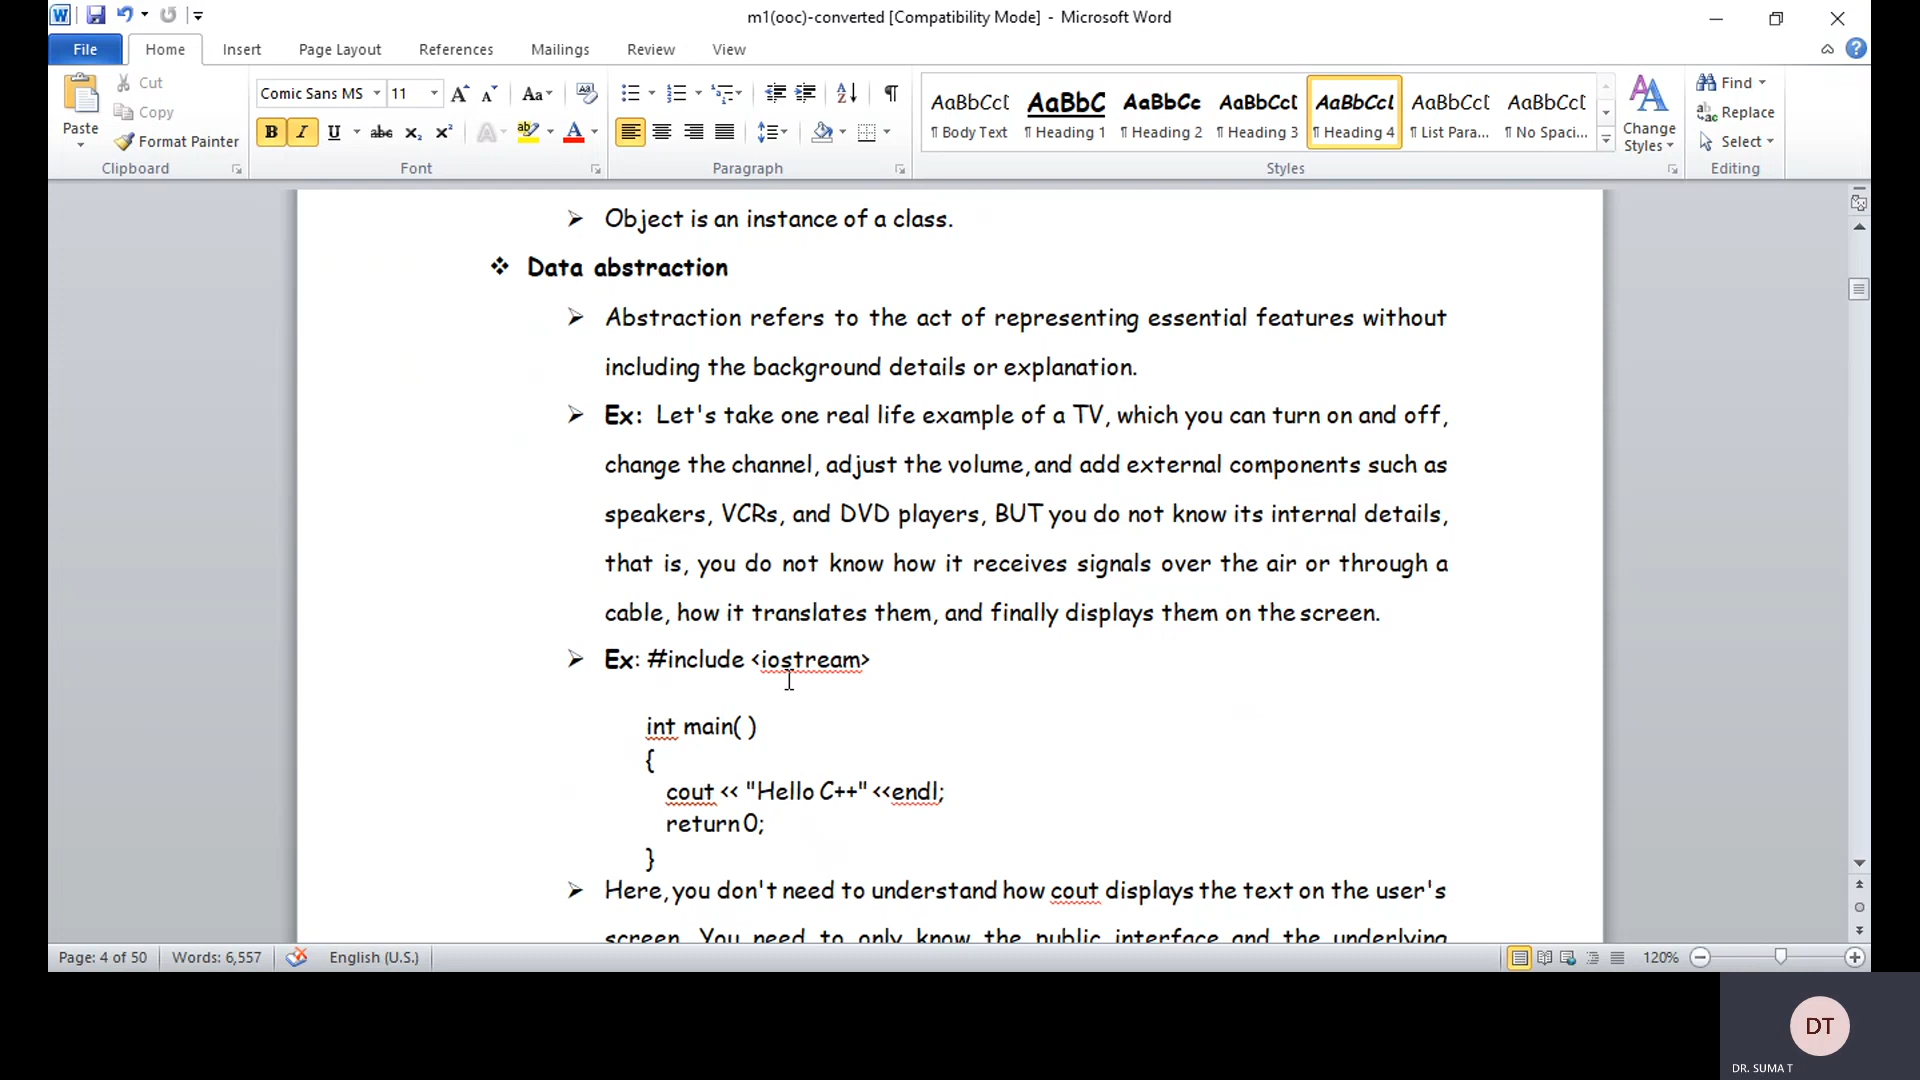 m1(ooc)-converted [Compatibility Mode] - Microsoft Word
File Home Insert Page Layout References Mailings Review View
Paste
Cut
Copy
Format Painter
Clipboard
Comic Sans MS 11
Font
Paragraph
AaBbCcI AaBbC AaBbCc AaBbCcI AaBbCcI AaBbCcI AaBbCcI
¶ Body Text ¶ Heading 1 ¶ Heading 2 ¶ Heading 3 ¶ Heading 4 ¶ List Para... ¶ No Spaci...
Change
Styles
Styles
Find
Replace
Select
Editing
➢ Object is an instance of a class.
❖ Data abstraction
➢ Abstraction refers to the act of representing essential features without
including the background details or explanation.
➢ Ex: Let's take one real life example of a TV, which you can turn on and off,
change the channel, adjust the volume, and add external components such as
speakers, VCRs, and DVD players, BUT you do not know its internal details,
that is, you do not know how it receives signals over the air or through a
cable, how it translates them, and finally displays them on the screen.
➢ Ex: #include <iostream>
int main( )
{
cout << "Hello C++" <<endl;
return 0;
}
➢ Here, you don't need to understand how cout displays the text on the user's
screen. You need to only know the public interface and the underlying
Page: 4 of 50 Words: 6,557 English (U.S.) 120%
DT
DR. SUMA T